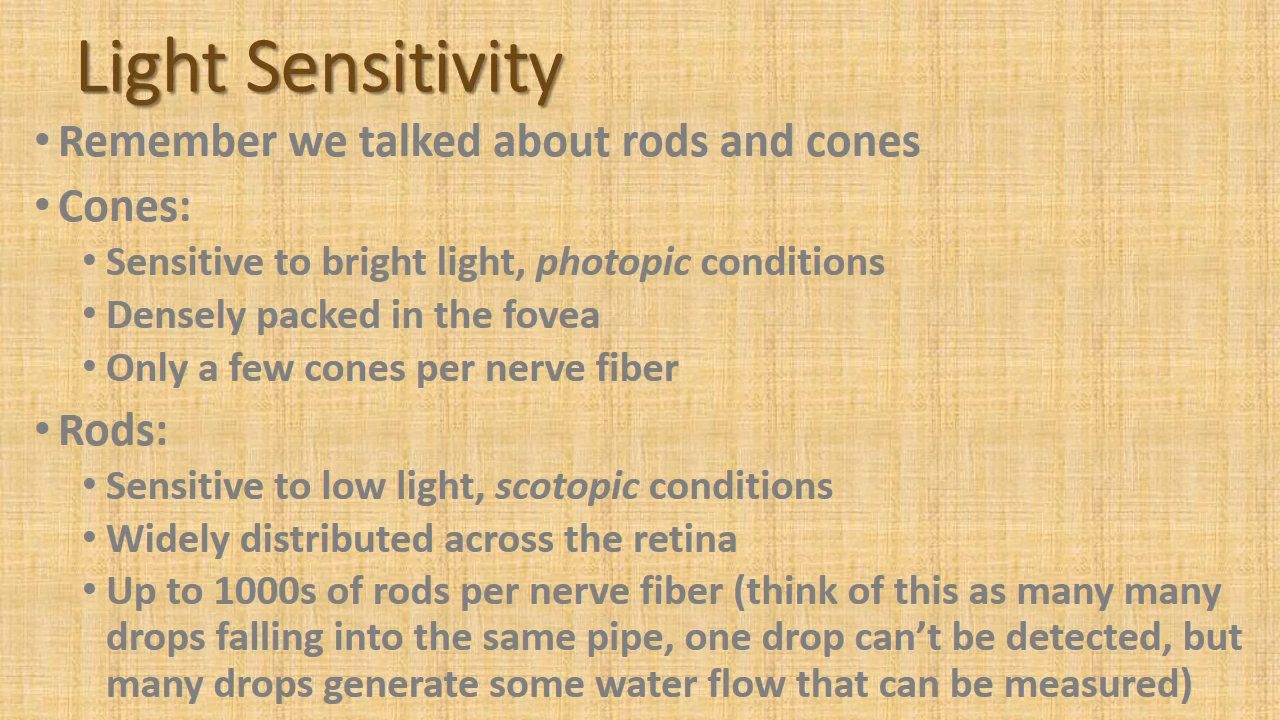 Light Sensitivity
• Remember we talked about rods and cones
• Cones:
• Sensitive to bright light, photopic conditions
• Densely packed in the fovea
• Only a few cones per nerve fiber
• Rods:
• Sensitive to low light, scotopic conditions
• Widely distributed across the retina
• Up to 1000s of rods per nerve fiber (think of this as many many
drops falling into the same pipe, one drop can’t be detected, but
many drops generate some water flow that can be measured)